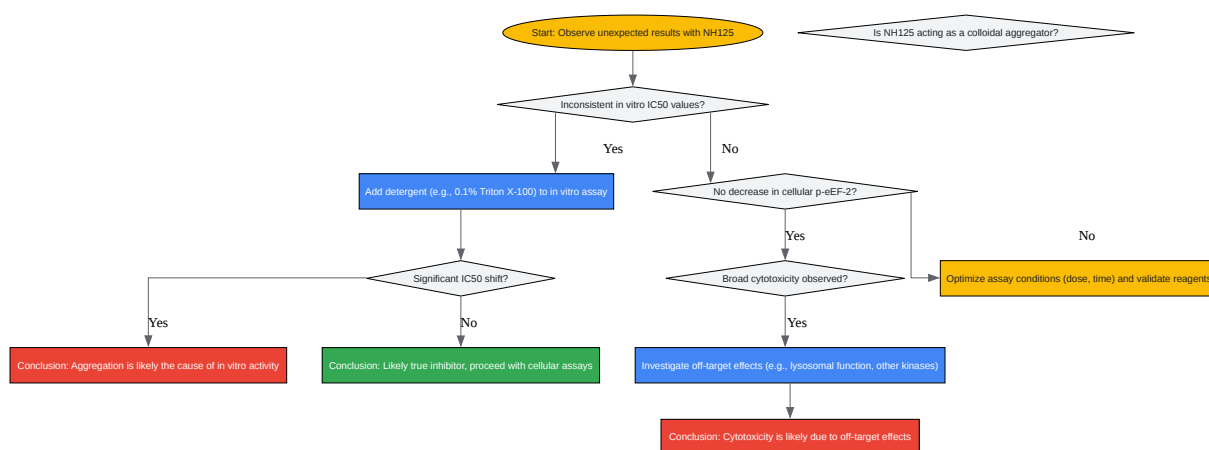 Start: Observe unexpected results with NH125
Is NH125 acting as a colloidal aggregator?
Inconsistent in vitro IC50 values?
Yes
No
Add detergent (e.g., 0.1% Triton X-100) to in vitro assay
No decrease in cellular p-eEF-2?
Yes
No
Significant IC50 shift?
Broad cytotoxicity observed?
Optimize assay conditions (dose, time) and validate reagents
Yes
No
Yes
Conclusion: Aggregation is likely the cause of in vitro activity
Conclusion: Likely true inhibitor, proceed with cellular assays
Investigate off-target effects (e.g., lysosomal function, other kinases)
Conclusion: Cytotoxicity is likely due to off-target effects